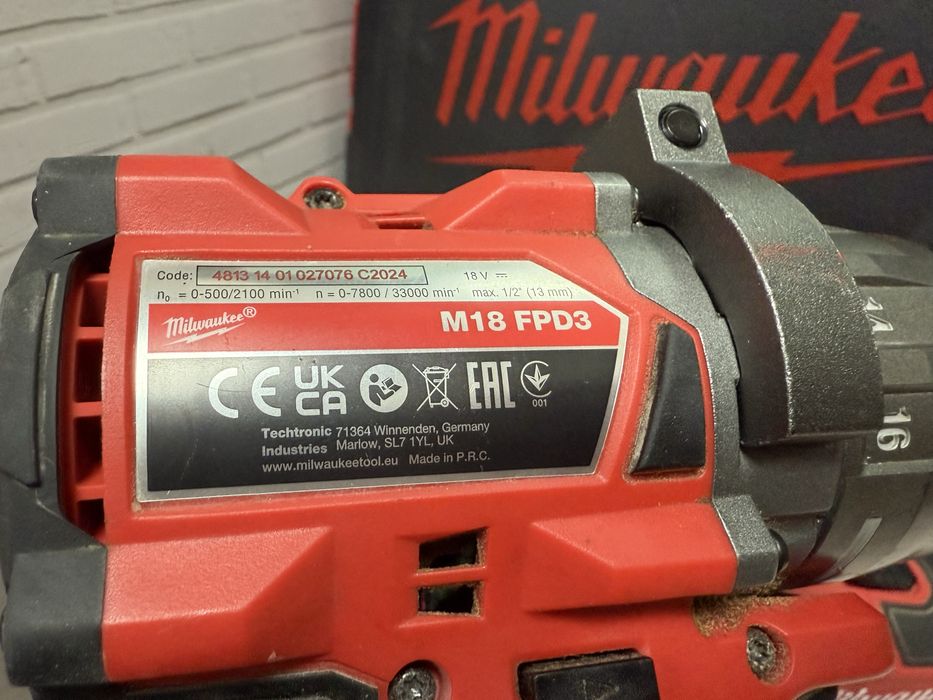 Milwaukee
Code: 4813 14 01 027076 C2024 18 V ⎓
n₀ = 0-500/2100 min⁻¹ n = 0-7800 / 33000 min⁻¹ max. 1/2" (13 mm)
Milwaukee®
M18 FPD3
CE UK CA EAC 001
Techtronic 71364 Winnenden, Germany
Industries Marlow, SL7 1YL, UK
www.milwaukeetool.eu Made in P.R.C.
14
16